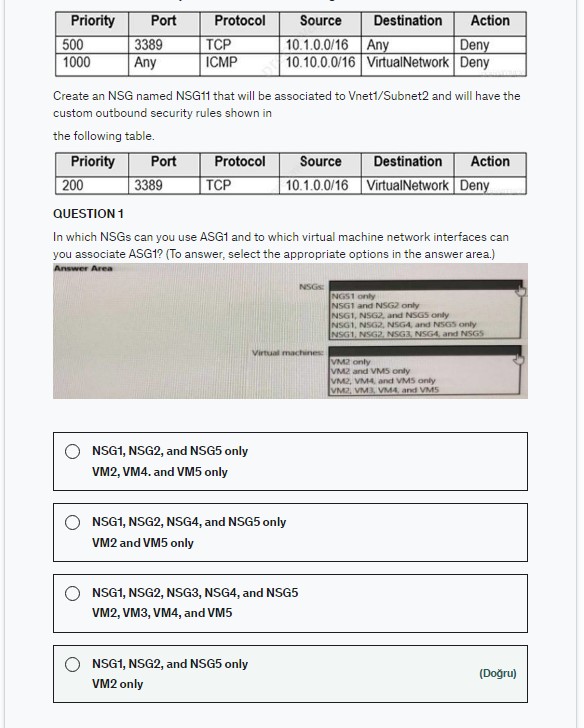 Priority Port Protocol Source Destination Action
500 3389 TCP 10.1.0.0/16 Any Deny
1000 Any ICMP 10.10.0.0/16 VirtualNetwork Deny
Create an NSG named NSG11 that will be associated to Vnet1/Subnet2 and will have the
custom outbound security rules shown in
the following table.
Priority Port Protocol Source Destination Action
200 3389 TCP 10.1.0.0/16 VirtualNetwork Deny
QUESTION 1
In which NSGs can you use ASG1 and to which virtual machine network interfaces can
you associate ASG1? (To answer, select the appropriate options in the answer area.)
Answer Area
NSGs:
NGS1 only
NSG1 and NSG2 only
NSG1, NSG2, and NSG5 only
NSG1, NSG2, NSG4, and NSG5 only
NSG1, NSG2, NSG3, NSG4, and NSG5
Virtual machines:
VM2 only
VM2 and VM5 only
VM2, VM4, and VM5 only
VM2, VM3, VM4, and VM5
NSG1, NSG2, and NSG5 only
VM2, VM4. and VM5 only
NSG1, NSG2, NSG4, and NSG5 only
VM2 and VM5 only
NSG1, NSG2, NSG3, NSG4, and NSG5
VM2, VM3, VM4, and VM5
NSG1, NSG2, and NSG5 only
VM2 only
(Doğru)